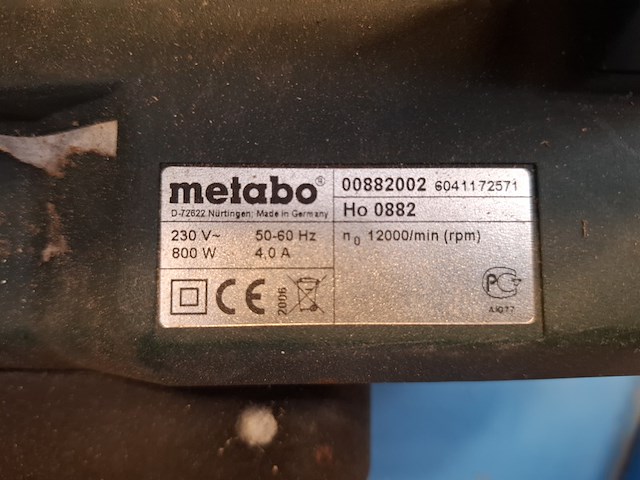 metabo®
D-72622 Nürtingen; Made in Germany
230 V~ 50-60 Hz
800 W 4.0 A
CE
2006
00882002 6041172571
Ho 0882
n0 12000/min (rpm)